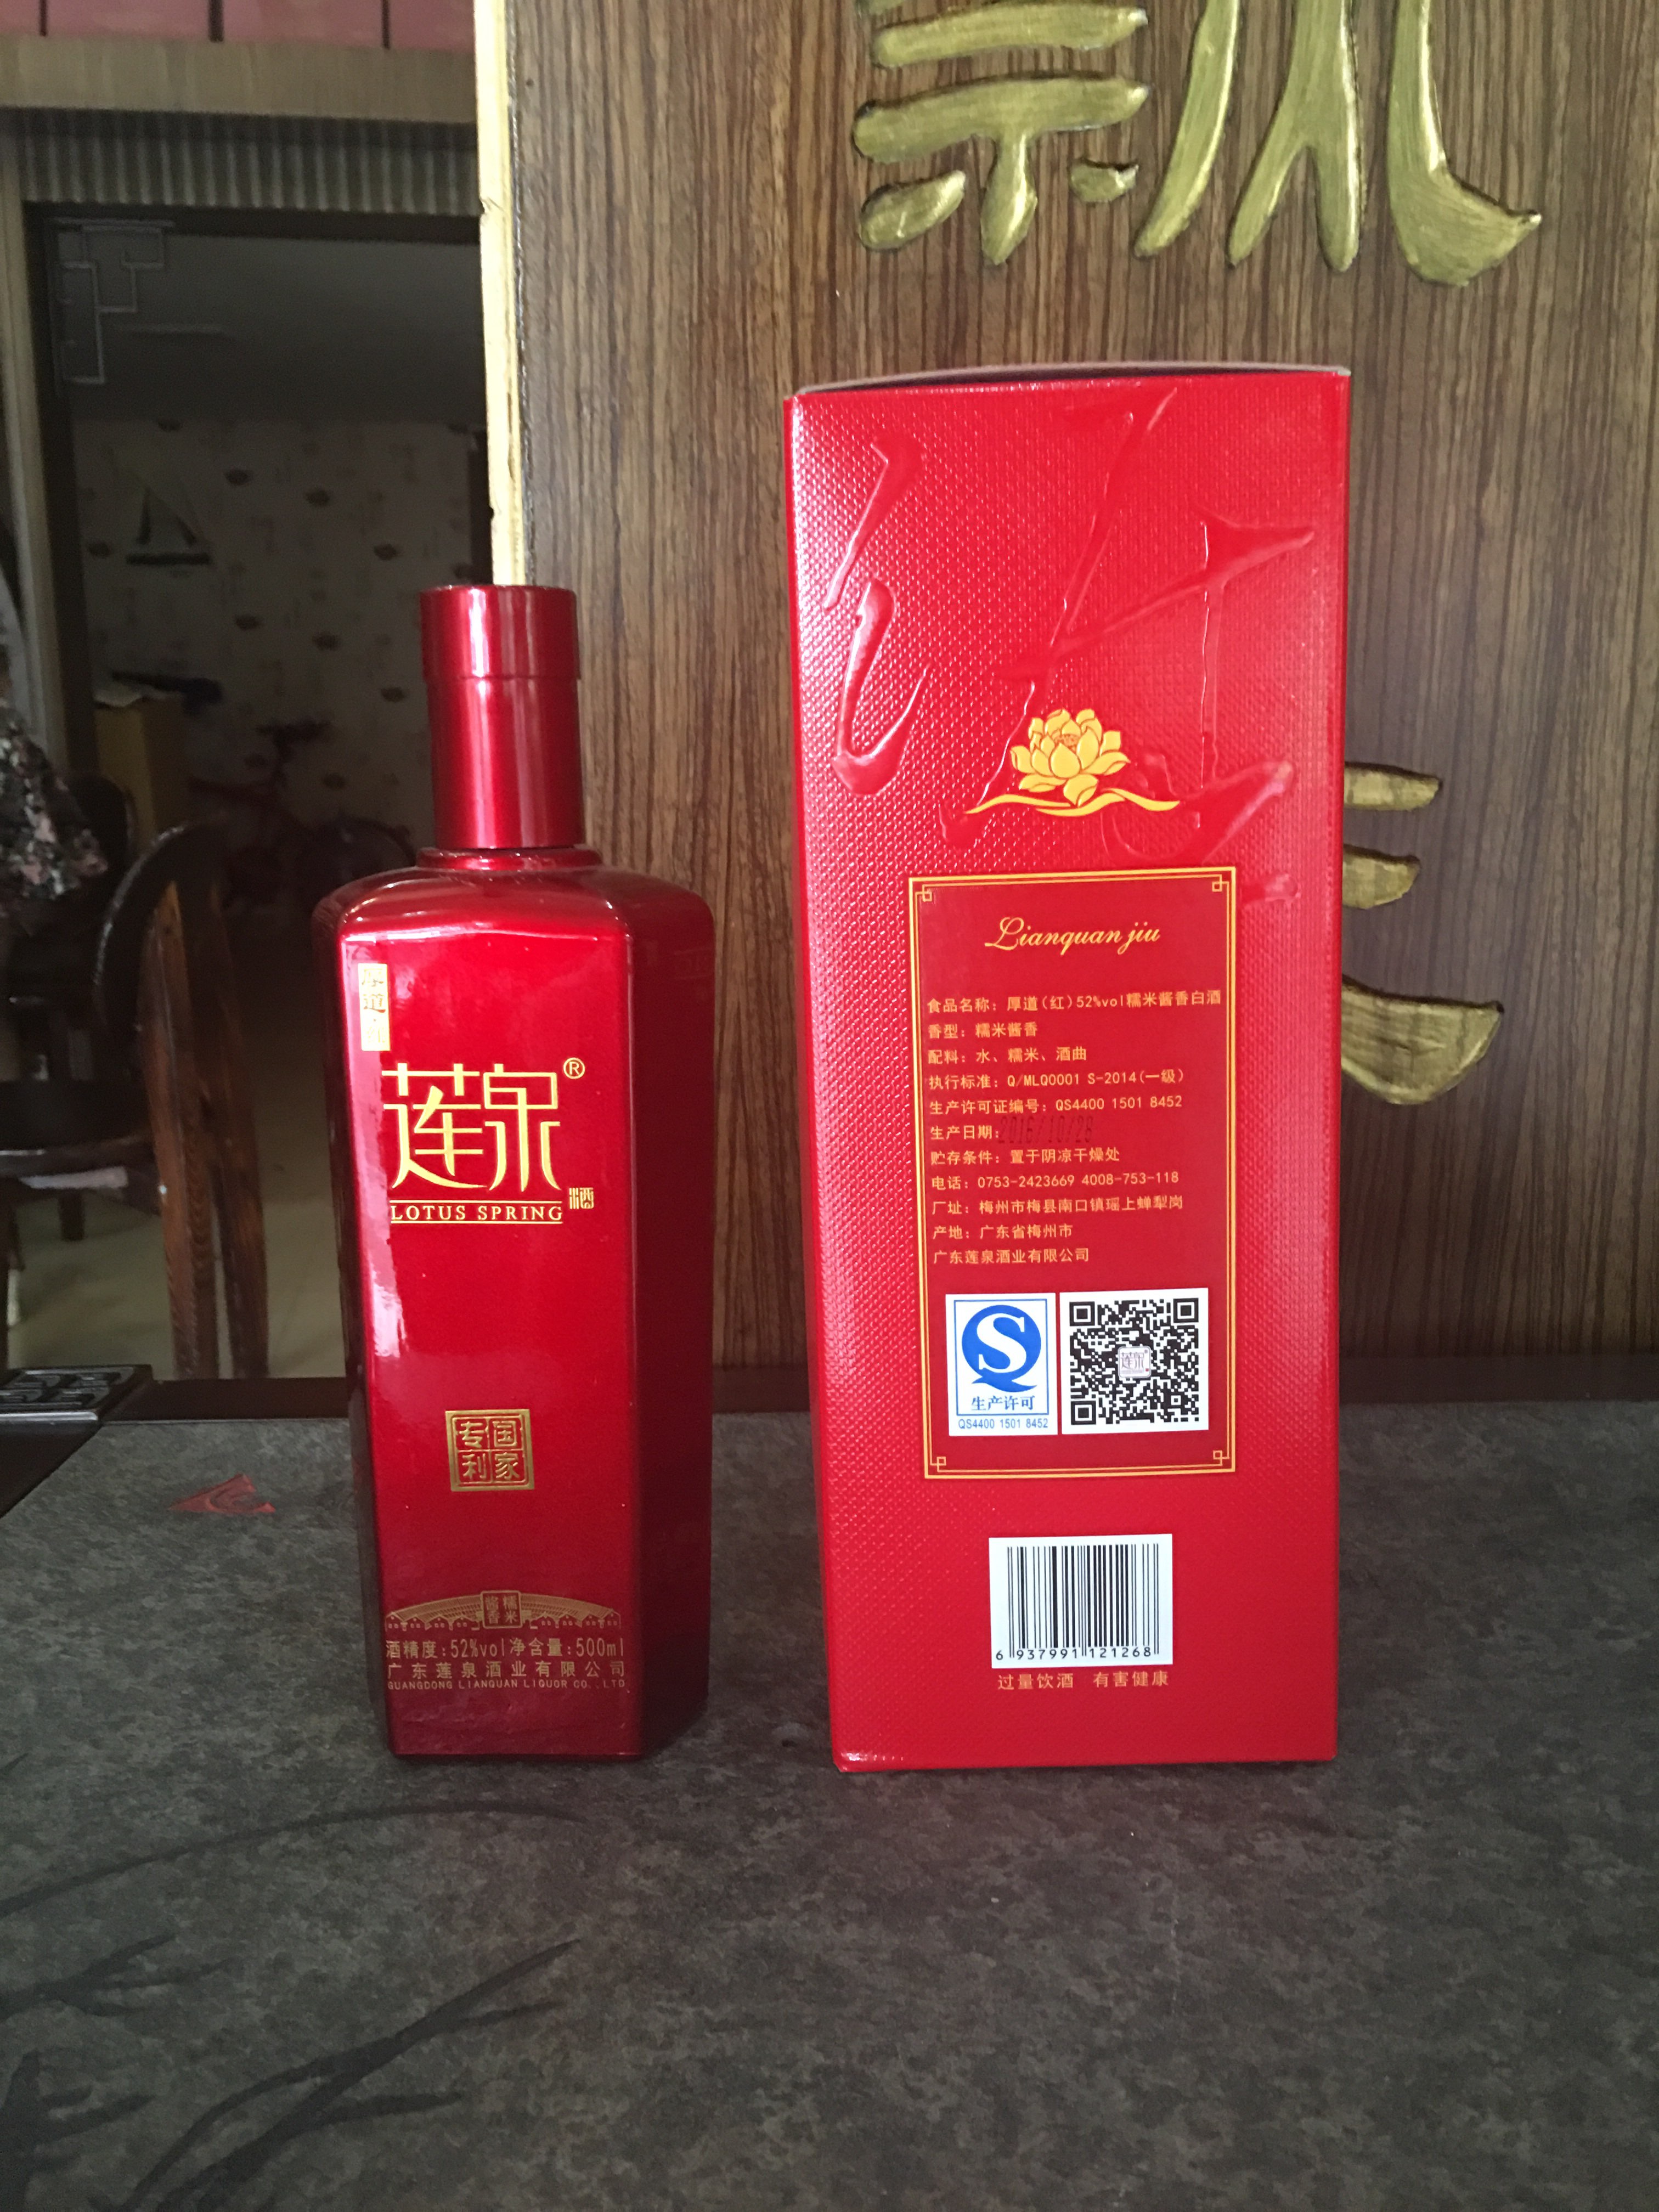 厚道
莲泉®
酒
LOTUS SPRING
国家
专利
糯米
酱香
酒精度:52%vol 净含量:500ml
广东莲泉酒业有限公司
GUANGDONG LIANQUAN LIQUOR CO.,LTD
Lianquan jiu
食品名称: 厚道(红)52%vol糯米酱香白酒
香型: 糯米酱香
配料: 水、糯米、酒曲
执行标准: Q/MLQ0001 S-2014(一级)
生产许可证编号: QS4400 1501 8452
生产日期: 2016/10/28
贮存条件: 置于阴凉干燥处
电话: 0753-2423669 4008-753-118
厂址: 梅州市梅县南口镇瑶上蝉犁岗
产地: 广东省梅州市
广东莲泉酒业有限公司
生产许可
QS4400 1501 8452
莲泉
6 937991 121268
过量饮酒 有害健康